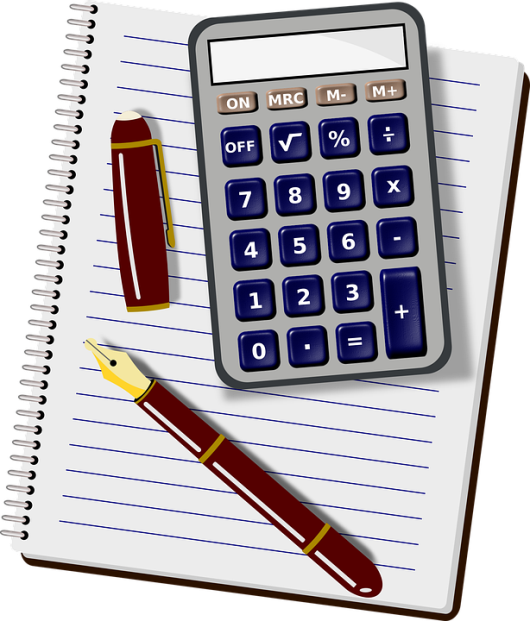 ON MRC M- M+
OFF √ % ÷
7 8 9 x
4 5 6 -
1 2 3 +
0 . =